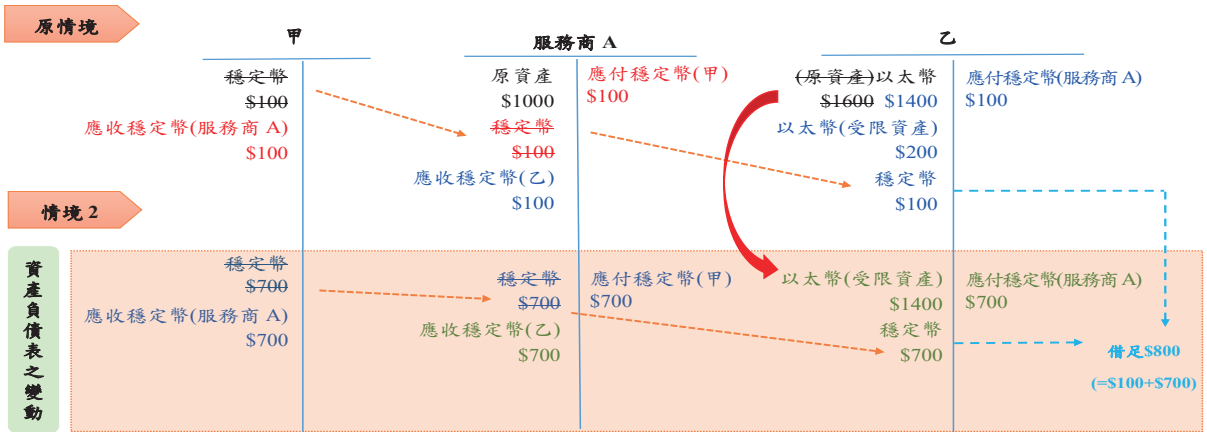 原情境
甲
服務商 A
乙
穩定幣
$100
應收穩定幣(服務商 A)
$100
原資產
$1000
穩定幣
$100
應收穩定幣(乙)
$100
應付穩定幣(甲)
$100
(原資產)以太幣
$1600 $1400
以太幣(受限資產)
$200
穩定幣
$100
應付穩定幣(服務商 A)
$100
情境 2
資產負債表之變動
穩定幣
$700
應收穩定幣(服務商 A)
$700
穩定幣
$700
應收穩定幣(乙)
$700
應付穩定幣(甲)
$700
以太幣(受限資產)
$1400
穩定幣
$700
應付穩定幣(服務商 A)
$700
借足$800
(=$100+$700)